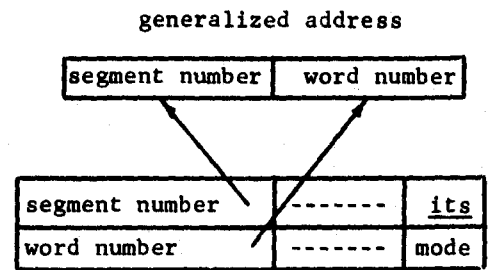 generalized address
segment number word number
segment number ------- its
word number ------- mode